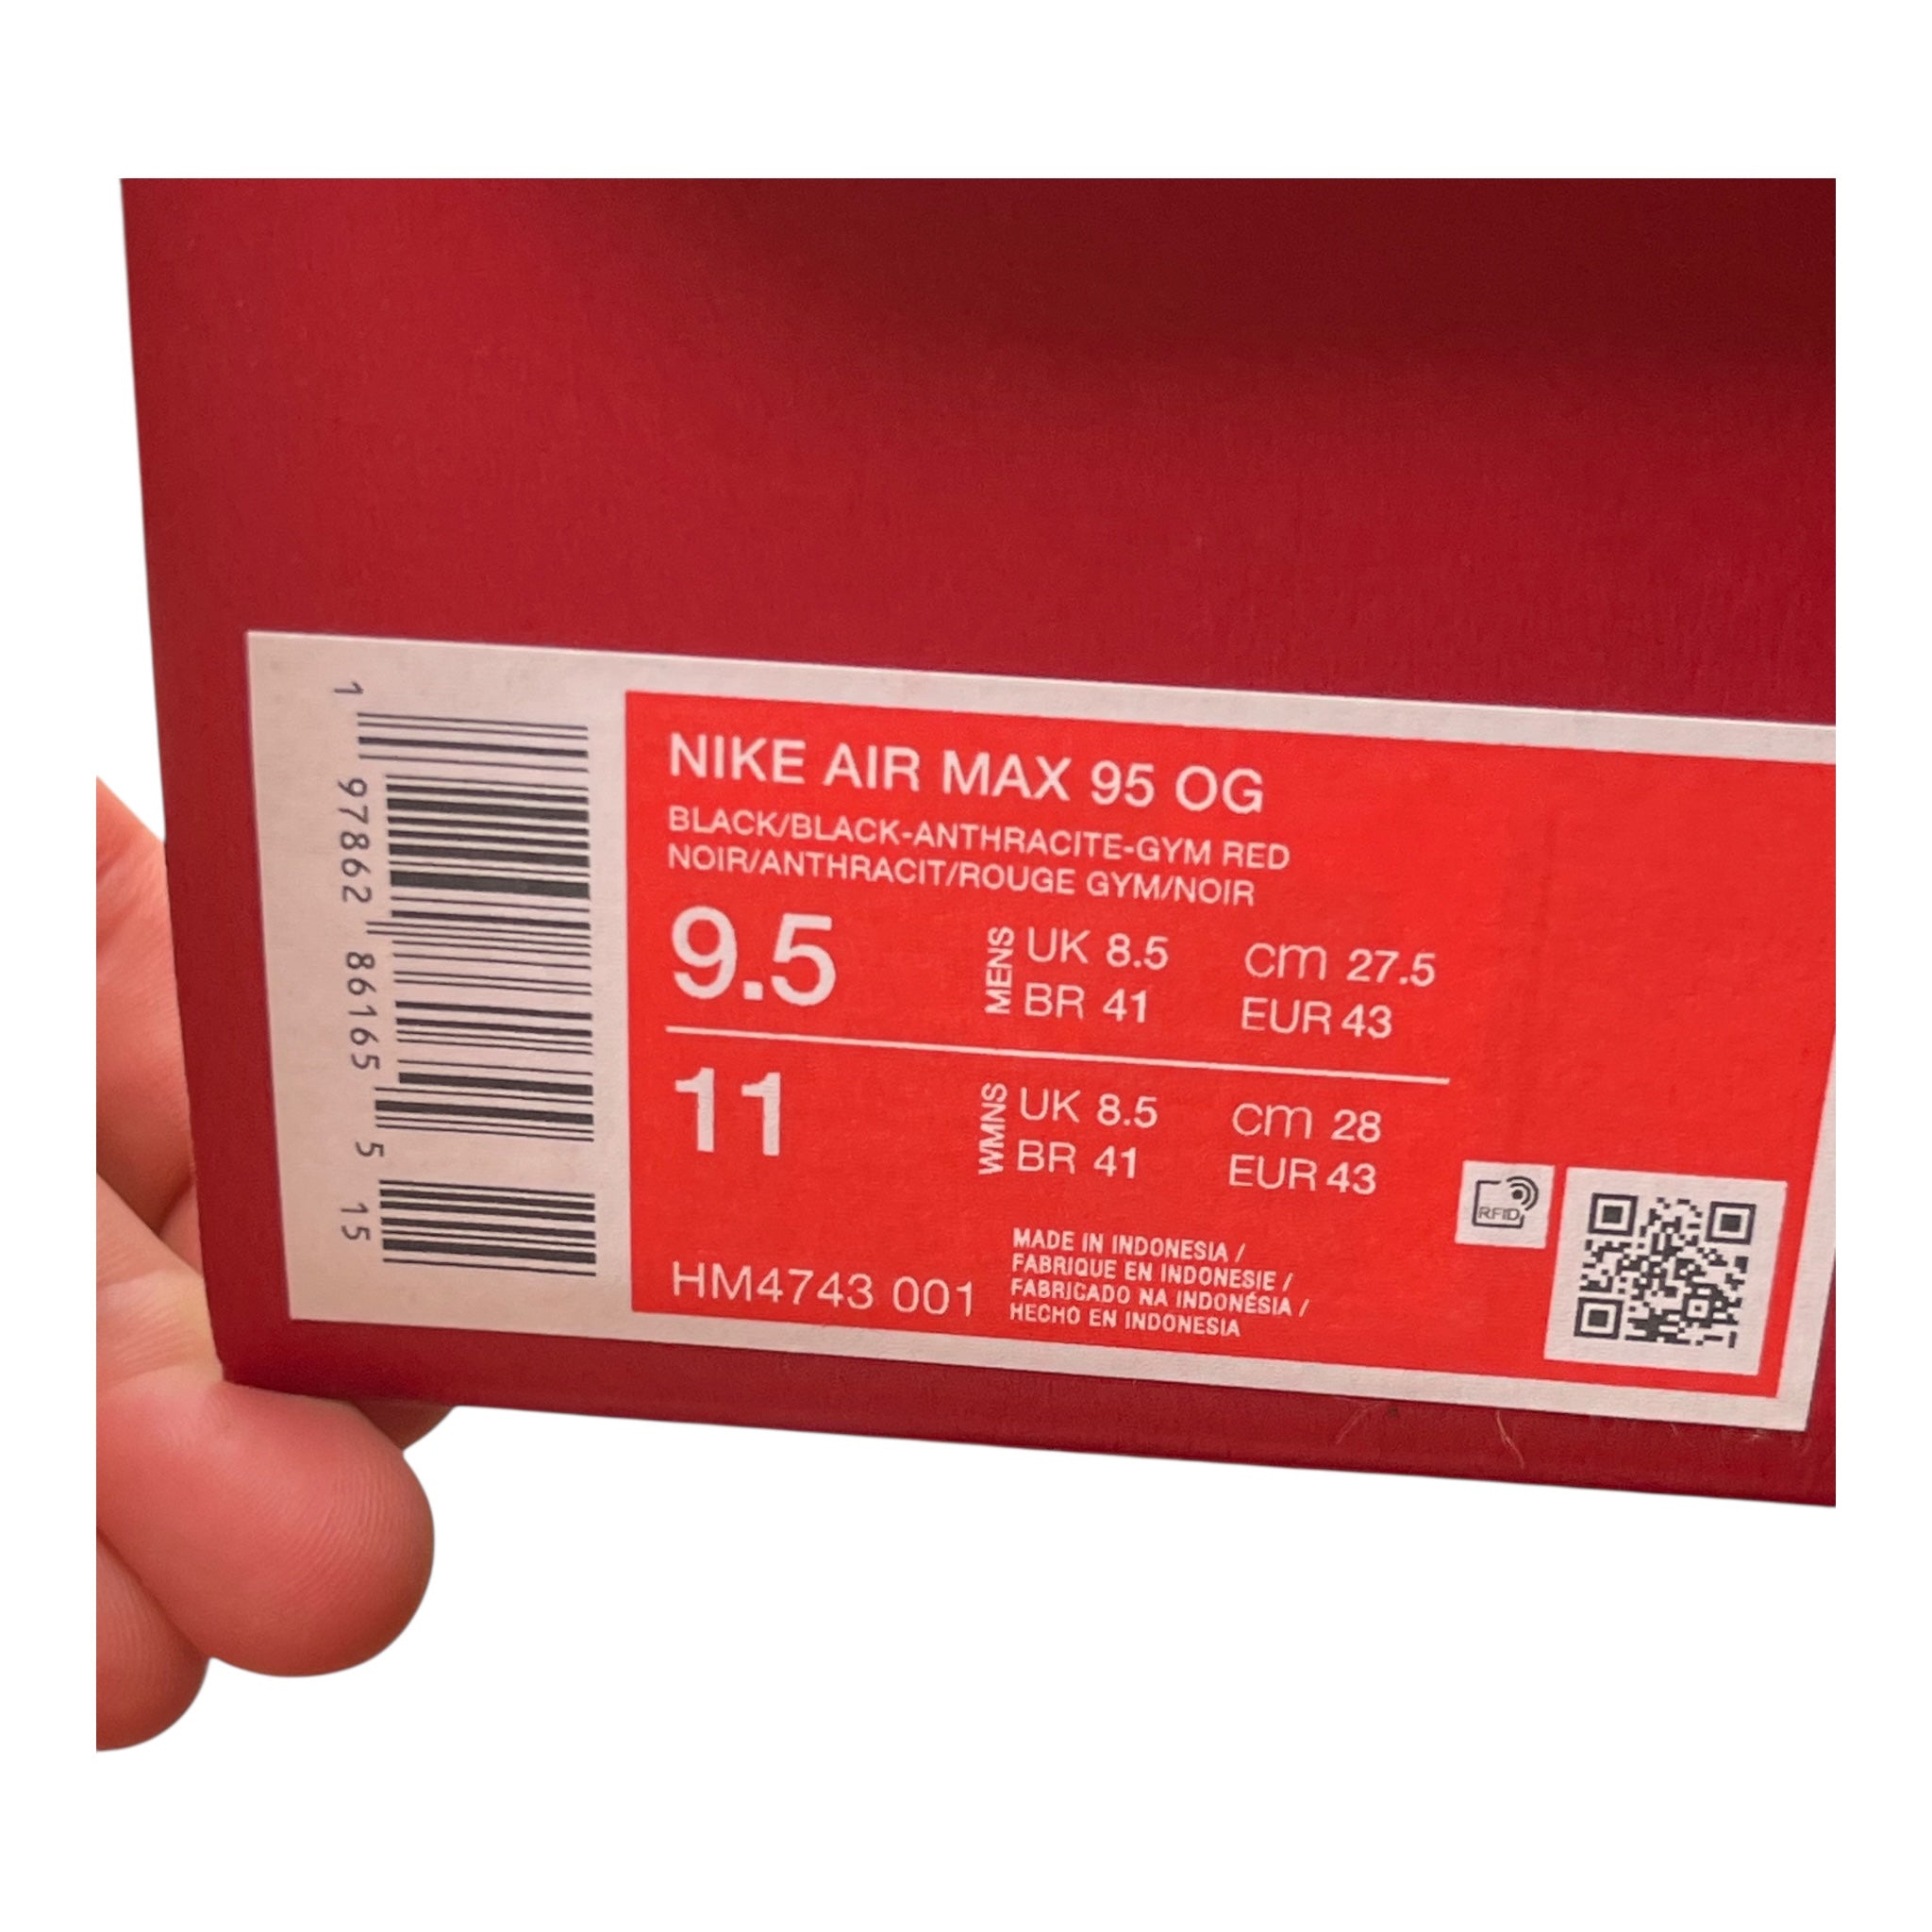 1 97862 86165 5 15
NIKE AIR MAX 95 OG
BLACK/BLACK-ANTHRACITE-GYM RED
NOIR/ANTHRACIT/ROUGE GYM/NOIR
9.5 MENS UK 8.5 cm 27.5
BR 41 EUR 43
11 WMNS UK 8.5 cm 28
BR 41 EUR 43
RFID
HM4743 001
MADE IN INDONESIA /
FABRIQUE EN INDONESIE /
FABRICADO NA INDONÉSIA /
HECHO EN INDONESIA